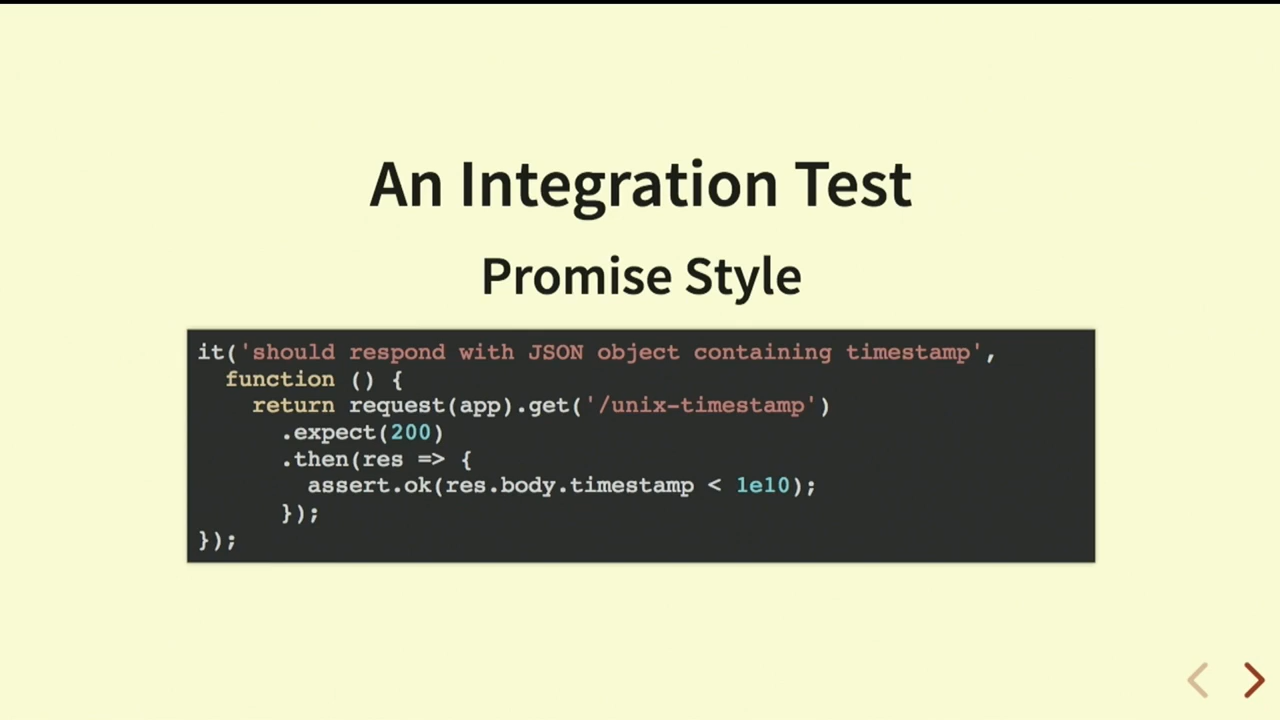 An Integration Test
Promise Style
it('should respond with JSON object containing timestamp',
  function () {
    return request(app).get('/unix-timestamp')
      .expect(200)
      .then(res => {
        assert.ok(res.body.timestamp < 1e10);
      });
});